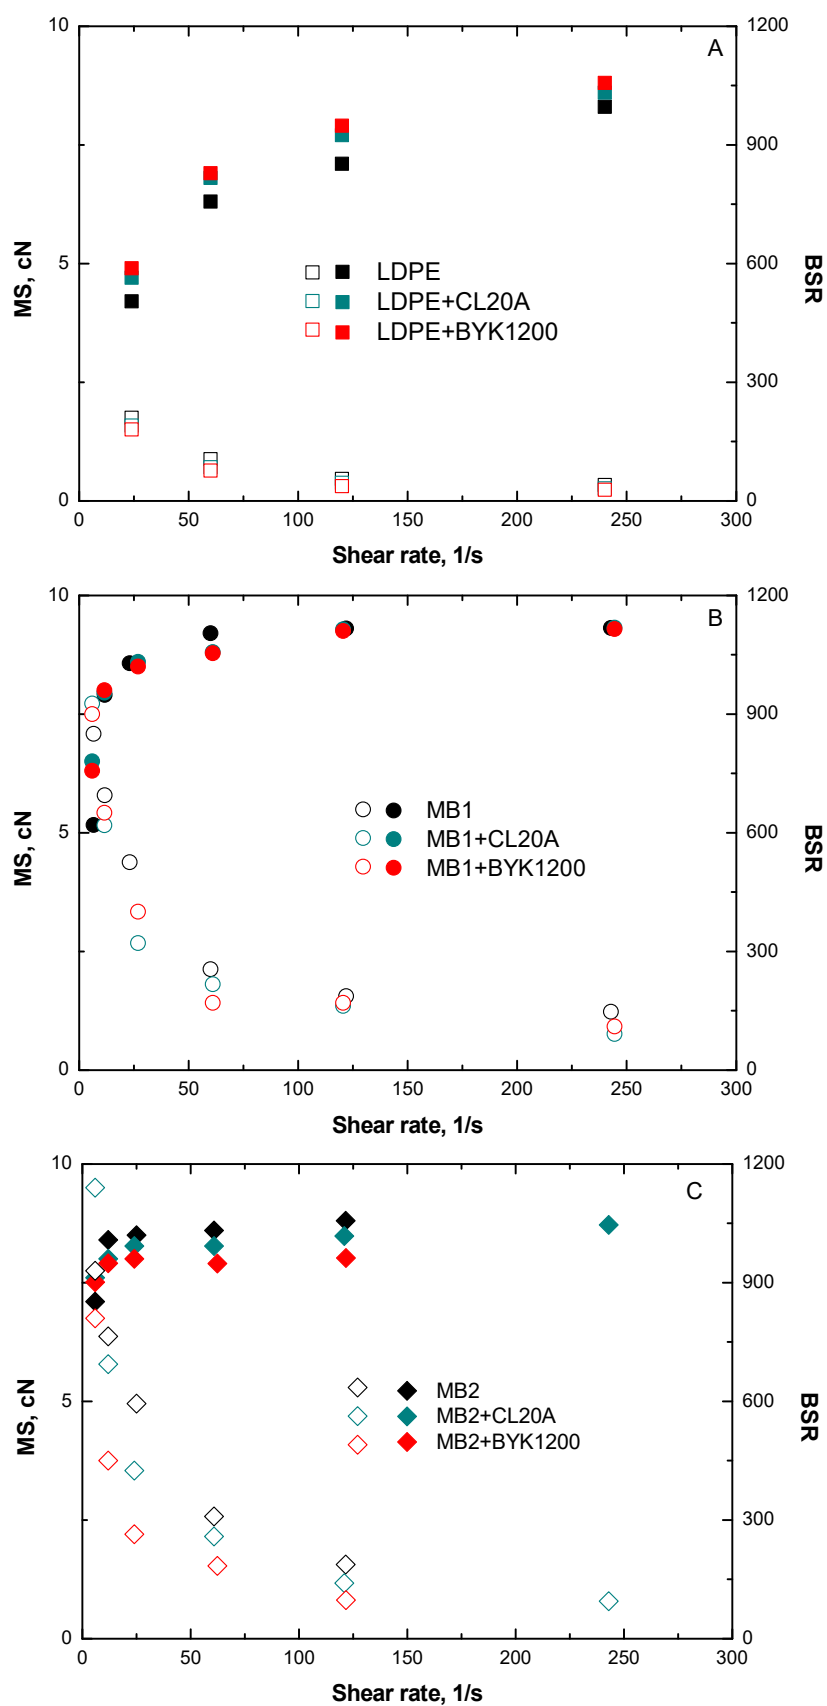 A
10
1200
900
MS, cN
5
600
BSR
LDPE
LDPE+CL20A
LDPE+BYK1200
300
0
0
0 50 100 150 200 250 300
Shear rate, 1/s
10
1200
B
900
MS, cN
5
600
BSR
MB1
MB1+CL20A
MB1+BYK1200
300
0
0
0 50 100 150 200 250 300
Shear rate, 1/s
10
1200
C
900
MS, cN
5
600
BSR
MB2
MB2+CL20A
MB2+BYK1200
300
0
0
0 50 100 150 200 250 300
Shear rate, 1/s